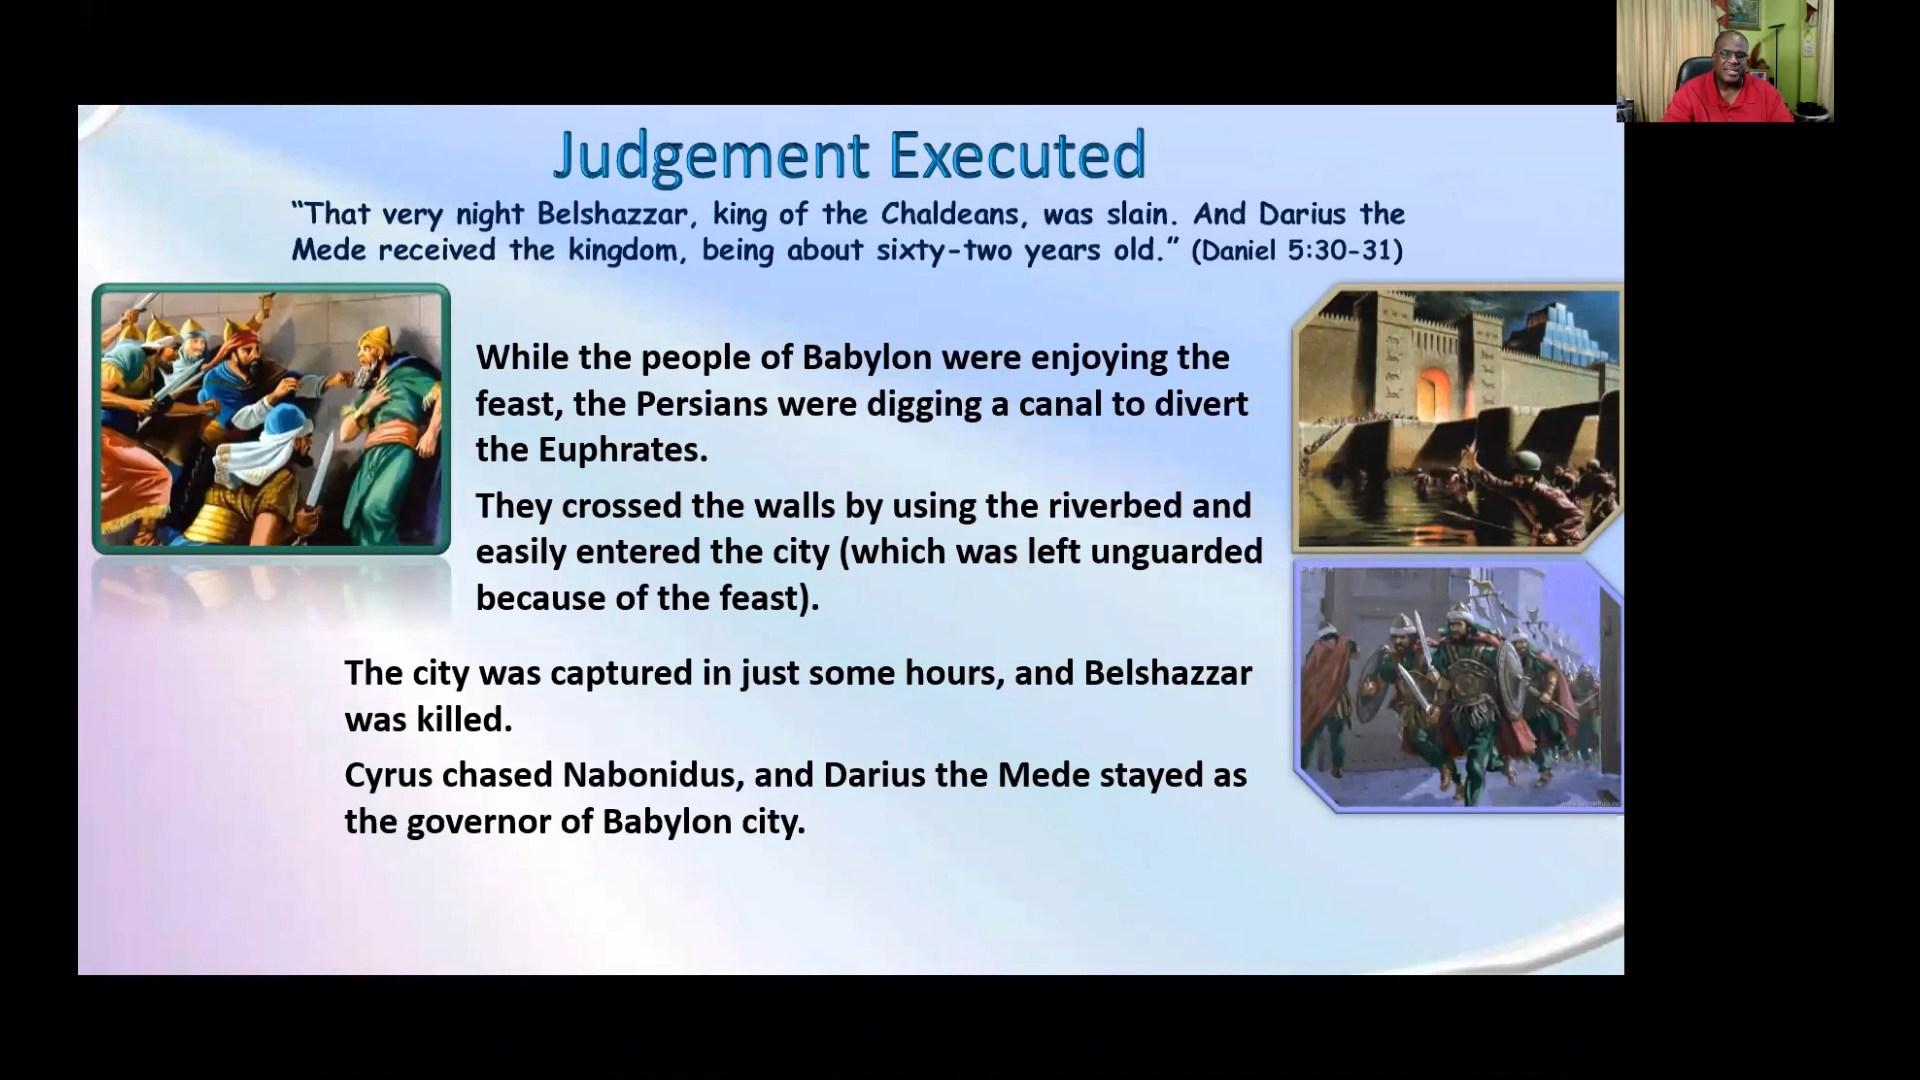 Judgement Executed
“That very night Belshazzar, king of the Chaldeans, was slain. And Darius the
Mede received the kingdom, being about sixty-two years old.” (Daniel 5:30-31)
While the people of Babylon were enjoying the
feast, the Persians were digging a canal to divert
the Euphrates.
They crossed the walls by using the riverbed and
easily entered the city (which was left unguarded
because of the feast).
The city was captured in just some hours, and Belshazzar
was killed.
Cyrus chased Nabonidus, and Darius the Mede stayed as
the governor of Babylon city.